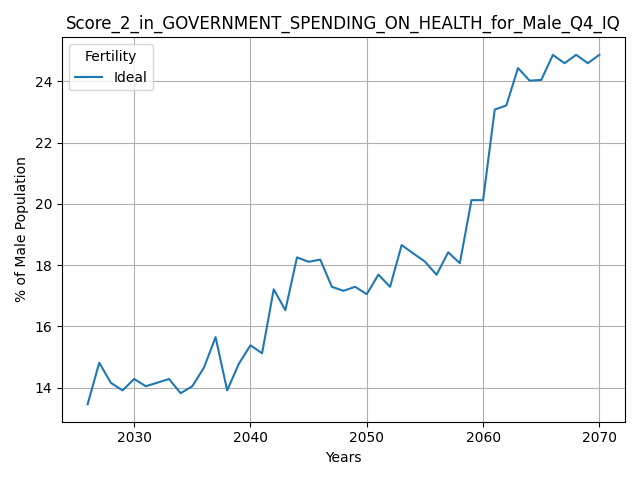 Score_2_in_GOVERNMENT_SPENDING_ON_HEALTH_for_Male_Q4_IQ
Fertility
Ideal
% of Male Population
24
22
20
18
16
14
2030 2040 2050 2060 2070
Years